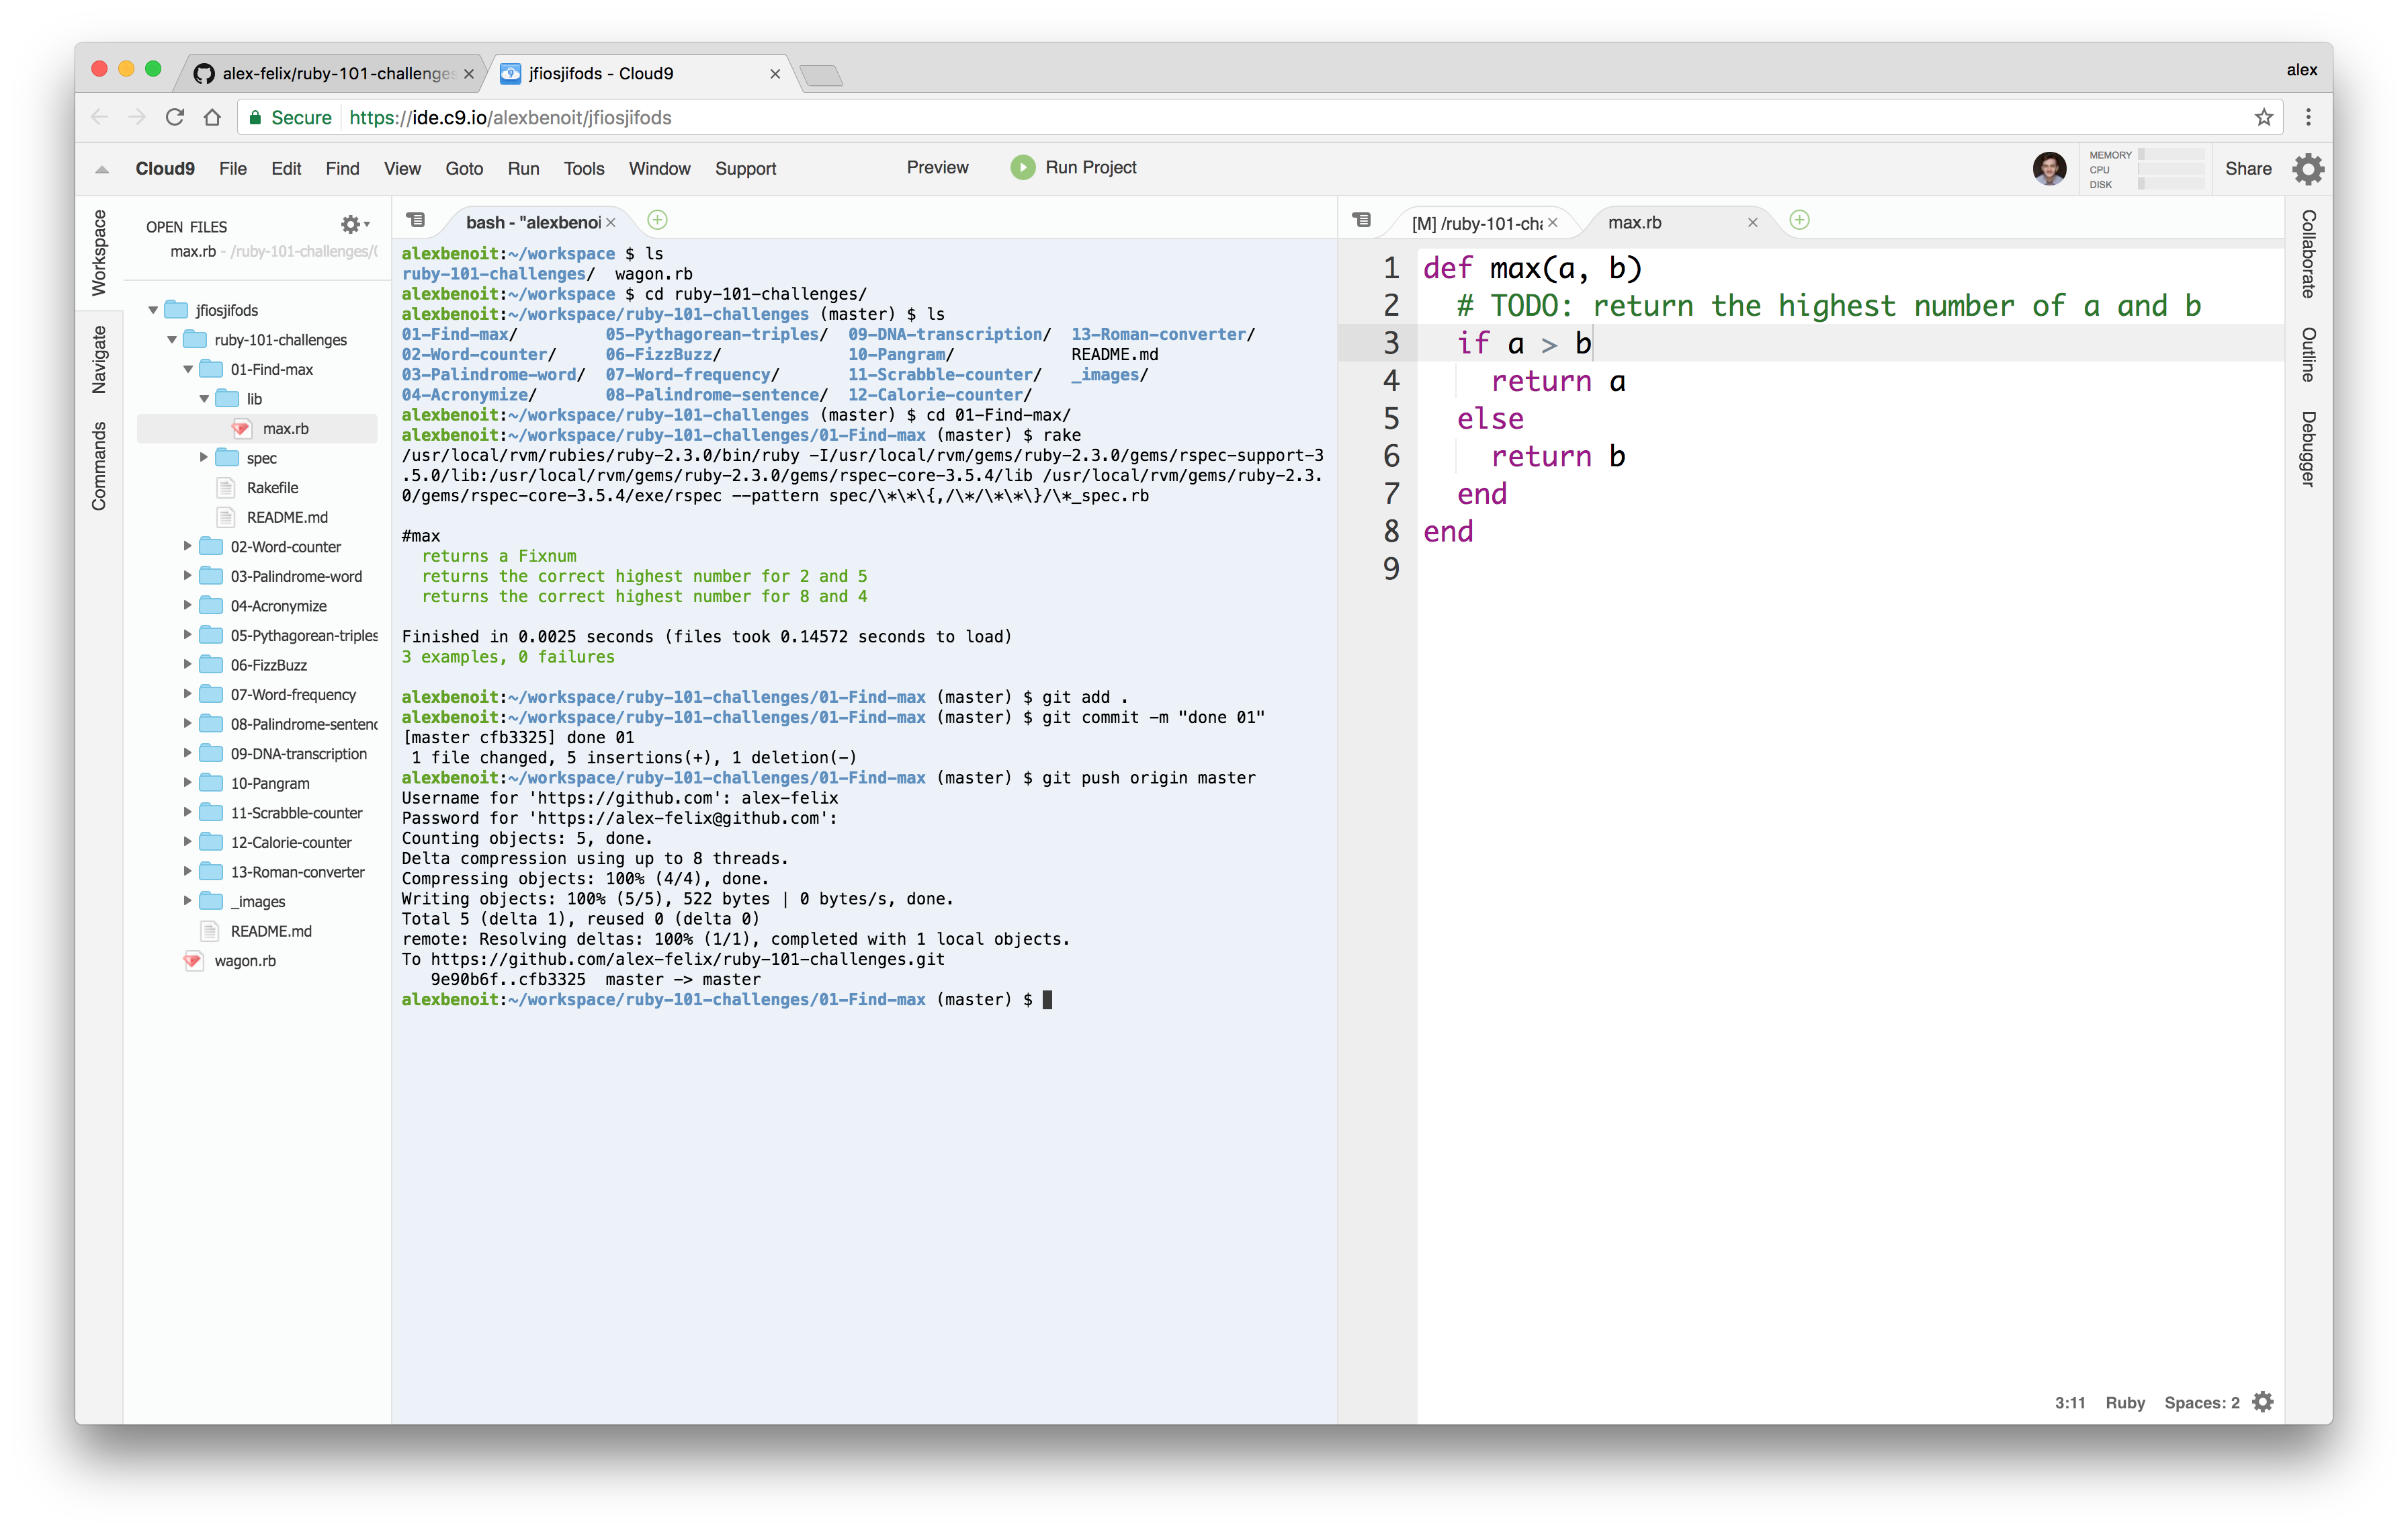 alex-felix/ruby-101-challenges
jfiosjifods - Cloud9
alex
Secure
https://ide.c9.io/alexbenoit/jfiosjifods
Cloud9 File Edit Find View Goto Run Tools Window Support Preview Run Project
MEMORY
CPU
DISK
Share
Workspace
Navigate
Commands
OPEN FILES
max.rb - /ruby-101-challenges/(
jfiosjifods
ruby-101-challenges
01-Find-max
lib
max.rb
spec
Rakefile
README.md
02-Word-counter
03-Palindrome-word
04-Acronymize
05-Pythagorean-triples
06-FizzBuzz
07-Word-frequency
08-Palindrome-sentenc
09-DNA-transcription
10-Pangram
11-Scrabble-counter
12-Calorie-counter
13-Roman-converter
_images
README.md
wagon.rb
bash - "alexbenoi
alexbenoit:~/workspace $ ls
ruby-101-challenges/  wagon.rb
alexbenoit:~/workspace $ cd ruby-101-challenges/
alexbenoit:~/workspace/ruby-101-challenges (master) $ ls
01-Find-max/         05-Pythagorean-triples/  09-DNA-transcription/  13-Roman-converter/
02-Word-counter/     06-FizzBuzz/             10-Pangram/            README.md
03-Palindrome-word/  07-Word-frequency/       11-Scrabble-counter/   _images/
04-Acronymize/       08-Palindrome-sentence/  12-Calorie-counter/
alexbenoit:~/workspace/ruby-101-challenges (master) $ cd 01-Find-max/
alexbenoit:~/workspace/ruby-101-challenges/01-Find-max (master) $ rake
/usr/local/rvm/rubies/ruby-2.3.0/bin/ruby -I/usr/local/rvm/gems/ruby-2.3.0/gems/rspec-support-3
.5.0/lib:/usr/local/rvm/gems/ruby-2.3.0/gems/rspec-core-3.5.4/lib /usr/local/rvm/gems/ruby-2.3.
0/gems/rspec-core-3.5.4/exe/rspec --pattern spec/\*\*\{,/\*/\*\*\}/\*_spec.rb
#max
  returns a Fixnum
  returns the correct highest number for 2 and 5
  returns the correct highest number for 8 and 4
Finished in 0.0025 seconds (files took 0.14572 seconds to load)
3 examples, 0 failures
alexbenoit:~/workspace/ruby-101-challenges/01-Find-max (master) $ git add .
alexbenoit:~/workspace/ruby-101-challenges/01-Find-max (master) $ git commit -m "done 01"
[master cfb3325] done 01
 1 file changed, 5 insertions(+), 1 deletion(-)
alexbenoit:~/workspace/ruby-101-challenges/01-Find-max (master) $ git push origin master
Username for 'https://github.com': alex-felix
Password for 'https://alex-felix@github.com':
Counting objects: 5, done.
Delta compression using up to 8 threads.
Compressing objects: 100% (4/4), done.
Writing objects: 100% (5/5), 522 bytes | 0 bytes/s, done.
Total 5 (delta 1), reused 0 (delta 0)
remote: Resolving deltas: 100% (1/1), completed with 1 local objects.
To https://github.com/alex-felix/ruby-101-challenges.git
   9e90b6f..cfb3325  master -> master
alexbenoit:~/workspace/ruby-101-challenges/01-Find-max (master) $
[M] /ruby-101-cha
max.rb
1 def max(a, b)
2   # TODO: return the highest number of a and b
3   if a > b
4     return a
5   else
6     return b
7   end
8 end
9
3:11 Ruby Spaces: 2
Collaborate
Outline
Debugger